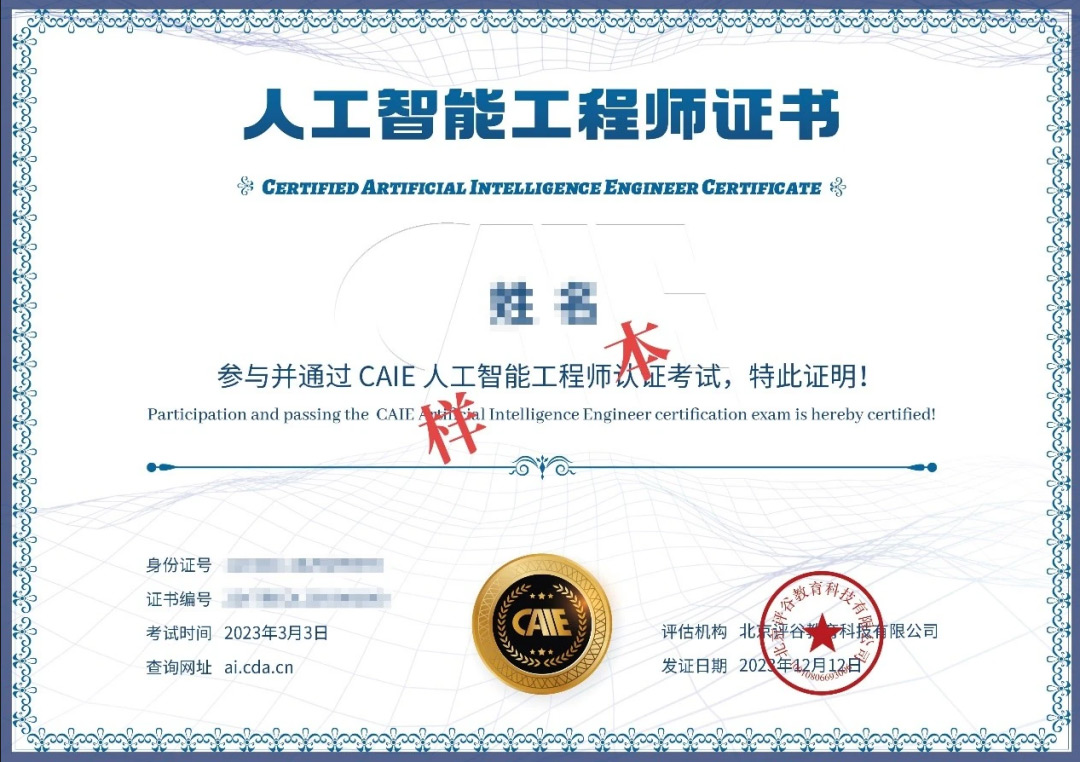 人工智能工程师证书
CERTIFIED ARTIFICIAL INTELLIGENCE ENGINEER CERTIFICATE
姓 名
样本
参与并通过 CAIE 人工智能工程师认证考试，特此证明！
Participation and passing the CAIE Artificial Intelligence Engineer certification exam is hereby certified!
身份证号
证书编号
考试时间 2023年3月3日
查询网址 ai.cda.cn
CAIE
评估机构 北京评谷教育科技有限公司
发证日期 2023年12月12日
北京评谷教育科技有限公司